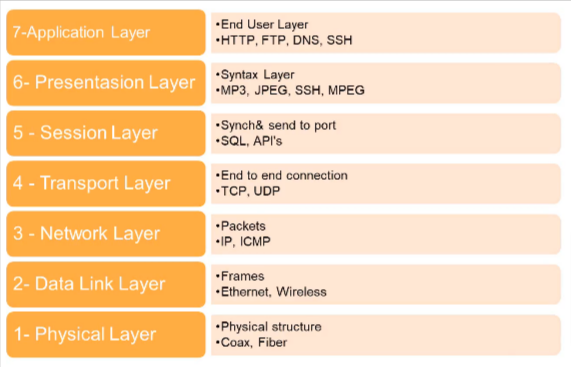 7-Application Layer
•End User Layer
•HTTP, FTP, DNS, SSH
6- Presentasion Layer
•Syntax Layer
•MP3, JPEG, SSH, MPEG
5 - Session Layer
•Synch& send to port
•SQL, API's
4 - Transport Layer
•End to end connection
•TCP, UDP
3 - Network Layer
•Packets
•IP, ICMP
2- Data Link Layer
•Frames
•Ethernet, Wireless
1- Physical Layer
•Physical structure
•Coax, Fiber